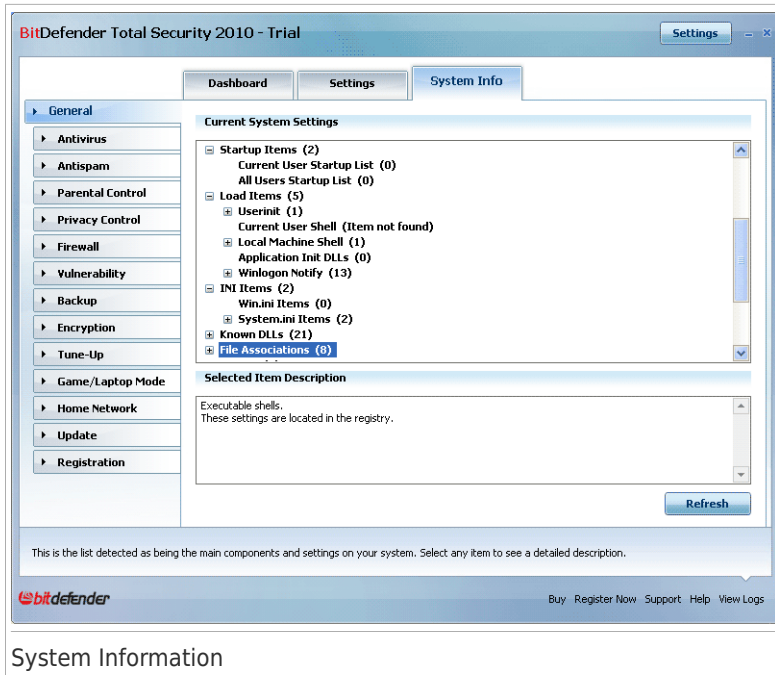 BitDefender Total Security 2010 - Trial
Settings
Dashboard
Settings
System Info
General
Antivirus
Antispam
Parental Control
Privacy Control
Firewall
Vulnerability
Backup
Encryption
Tune-Up
Game/Laptop Mode
Home Network
Update
Registration
Current System Settings
Startup Items (2)
Current User Startup List (0)
All Users Startup List (0)
Load Items (5)
Userinit (1)
Current User Shell (Item not found)
Local Machine Shell (1)
Application Init DLLs (0)
Winlogon Notify (13)
INI Items (2)
Win.ini Items (0)
System.ini Items (2)
Known DLLs (21)
File Associations (8)
Selected Item Description
Executable shells.
These settings are located in the registry.
Refresh
This is the list detected as being the main components and settings on your system. Select any item to see a detailed description.
bitdefender
Buy Register Now Support Help View Logs
System Information